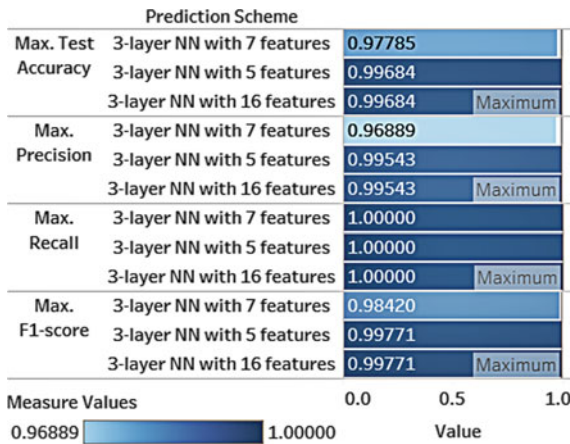 Prediction Scheme
Max. Test Accuracy
3-layer NN with 7 features 0.97785
3-layer NN with 5 features 0.99684
3-layer NN with 16 features 0.99684 Maximum
Max. Precision
3-layer NN with 7 features 0.96889
3-layer NN with 5 features 0.99543
3-layer NN with 16 features 0.99543 Maximum
Max. Recall
3-layer NN with 7 features 1.00000
3-layer NN with 5 features 1.00000
3-layer NN with 16 features 1.00000 Maximum
Max. F1-score
3-layer NN with 7 features 0.98420
3-layer NN with 5 features 0.99771
3-layer NN with 16 features 0.99771 Maximum
Measure Values
0.96889 1.00000
0.0 0.5 1.0
Value